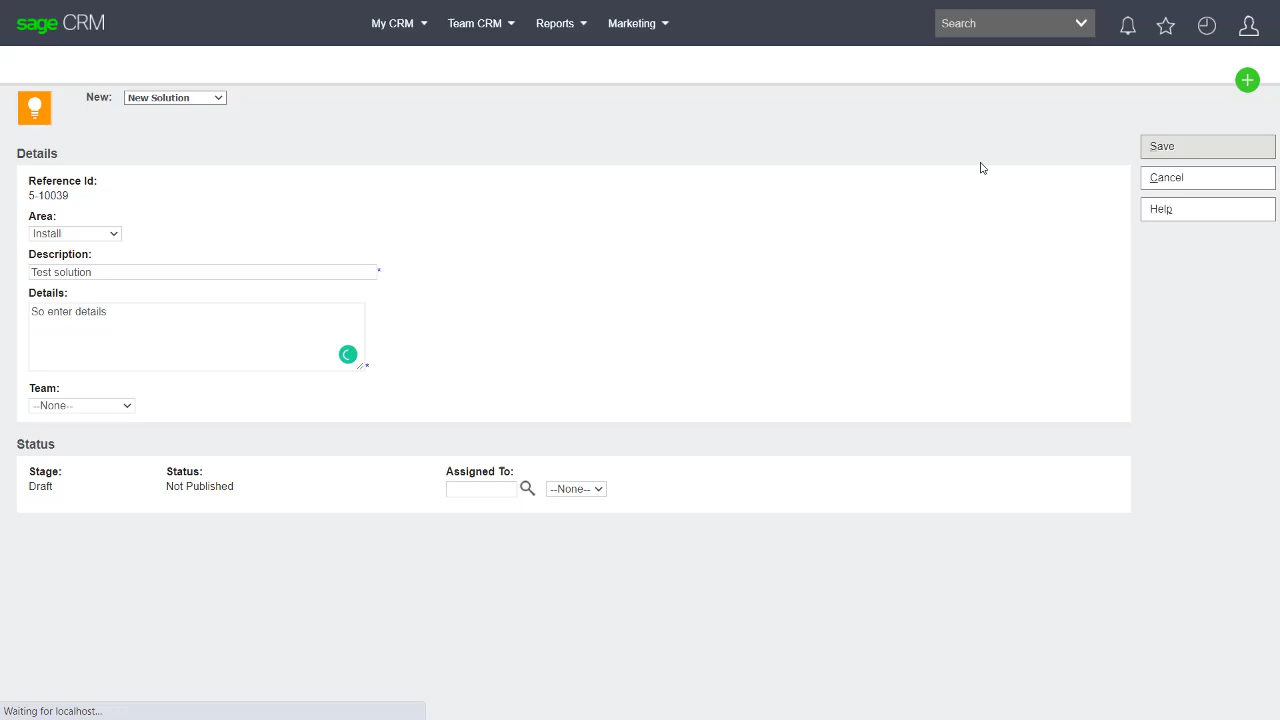 sage CRM
My CRM
Team CRM
Reports
Marketing
Search
New:
New Solution
Details
Save
Cancel
Help
Reference Id:
5-10039
Area:
Install
Description:
Test solution
*
Details:
So enter details
*
Team:
--None--
Status
Stage:
Status:
Assigned To:
Draft
Not Published
--None--
Waiting for localhost...